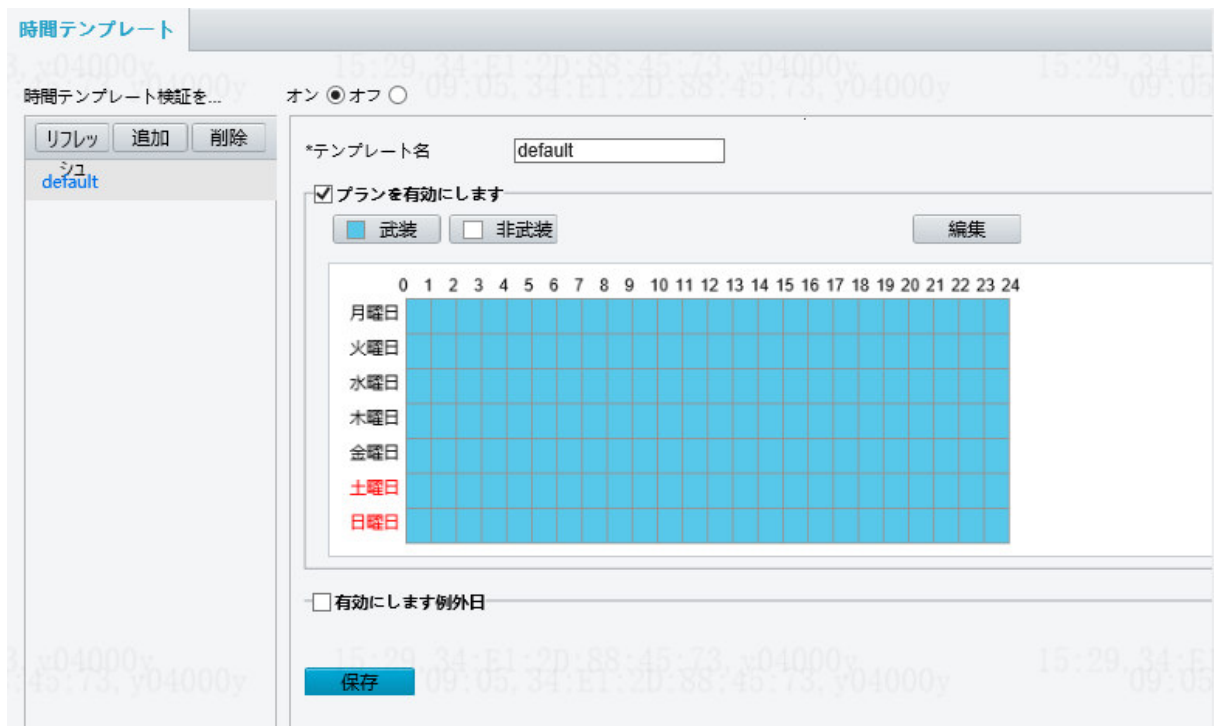 時間テンプレート
時間テンプレート検証を...
オン オフ
リフレッシュ
追加
削除
default
*テンプレート名
default
プランを有効にします
武装
非武装
編集
0 1 2 3 4 5 6 7 8 9 10 11 12 13 14 15 16 17 18 19 20 21 22 23 24
月曜日
火曜日
水曜日
木曜日
金曜日
土曜日
日曜日
有効にします例外日
保存